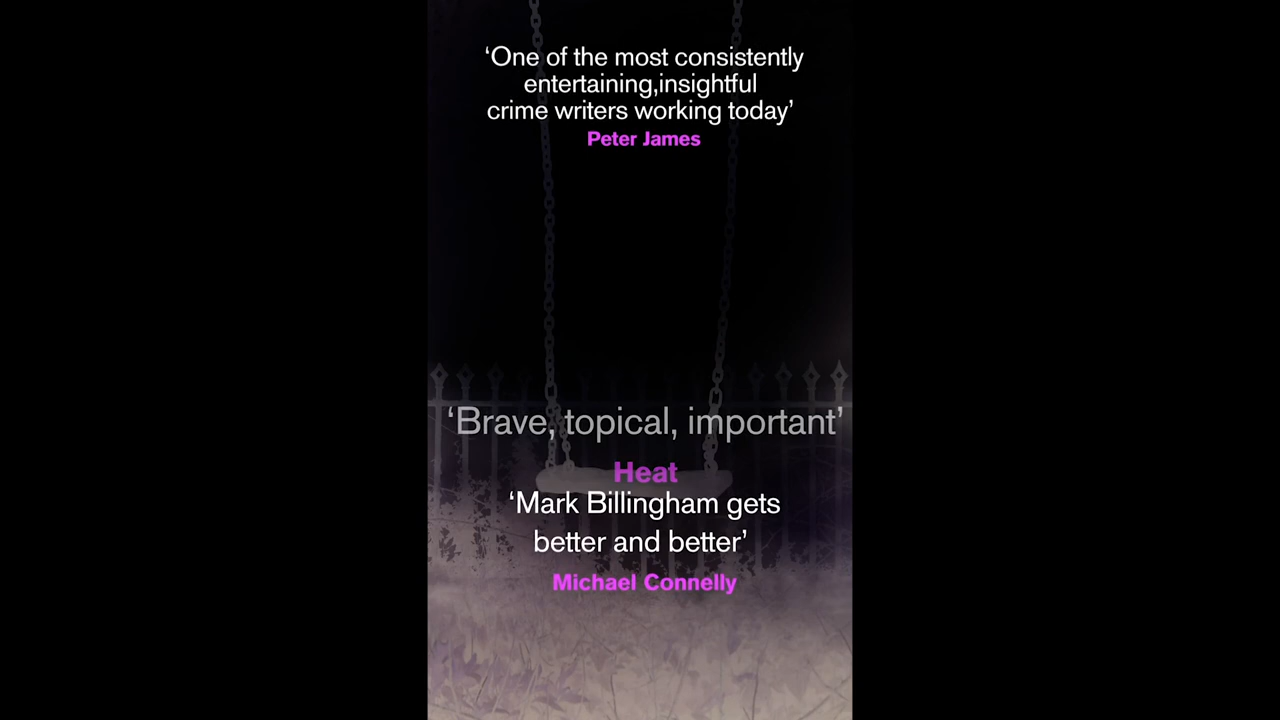 ‘One of the most consistently
entertaining,insightful
crime writers working today’
Peter James
‘Brave, topical, important’
Heat
‘Mark Billingham gets
better and better’
Michael Connelly